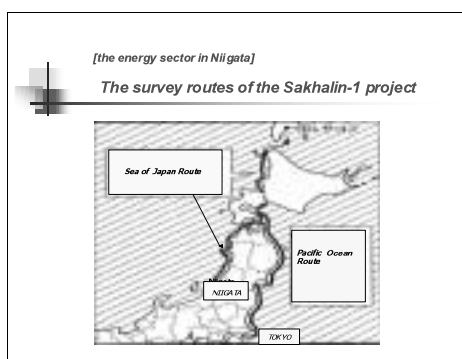 [the energy sector in Niigata]
The survey routes of the Sakhalin-1 project
Sea of Japan Route
Pacific Ocean
Route
NIIGATA
TOKYO